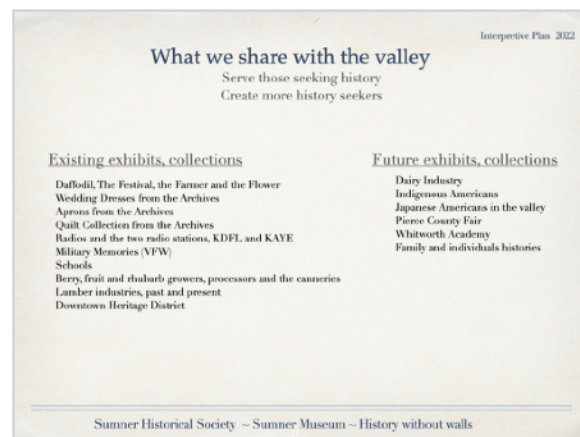 Interpretive Plan 2022
What we share with the valley
Serve those seeking history
Create more history seekers
Existing exhibits, collections
Daffodil, The Festival, the Farmer and the Flower
Wedding Dresses from the Archives
Aprons from the Archives
Quilt Collection from the Archives
Radios and the two radio stations, KDFL and KAYE
Military Memories (VFW)
Schools
Berry, fruit and rhubarb growers, processors and the canneries
Lumber industries, past and present
Downtown Heritage District
Future exhibits, collections
Dairy Industry
Indigenous Americans
Japanese Americans in the valley
Pierce County Fair
Whitworth Academy
Family and individuals histories
Sumner Historical Society ~ Sumner Museum ~ History without walls